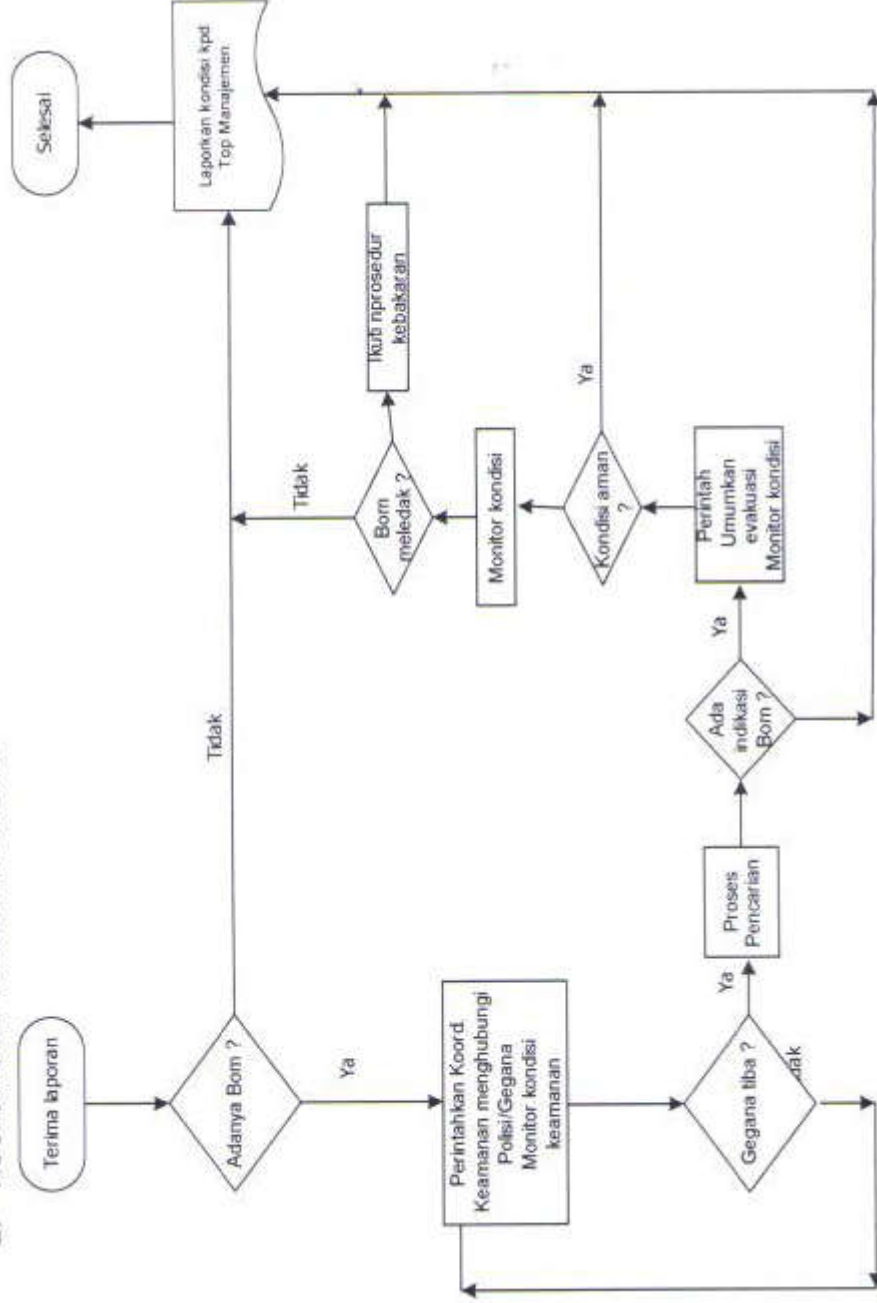 Terima laporan
Adanya Bom ?
Tidak
Ya
Perintahkan Koord.
Keamanan menghubungi
Polisi/Gegana
Monitor kondisi
keamanan
Gegana tiba ?
dak
Ya
Proses
Pencarian
Ada
indikasi
Bom ?
Ya
Perintah
Umumkan
evakuasi
Monitor kondisi
Kondisi aman
?
Ya
Monitor kondisi
Bom
meledak ?
Tidak
Ikuti nprosedur
kebakaran
Laporkan kondisi kpd.
Top Manajemen.
Selesai